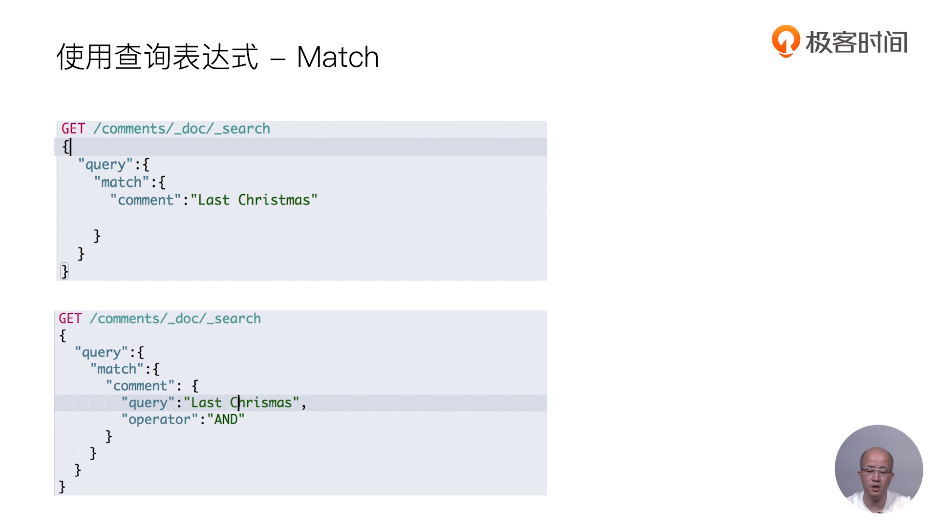 使用查询表达式 – Match
极客时间
GET /comments/_doc/_search
{
"query":{
"match":{
"comment":"Last Christmas"
}
}
}
GET /comments/_doc/_search
{
"query":{
"match":{
"comment": {
"query":"Last Chrismas",
"operator":"AND"
}
}
}
}